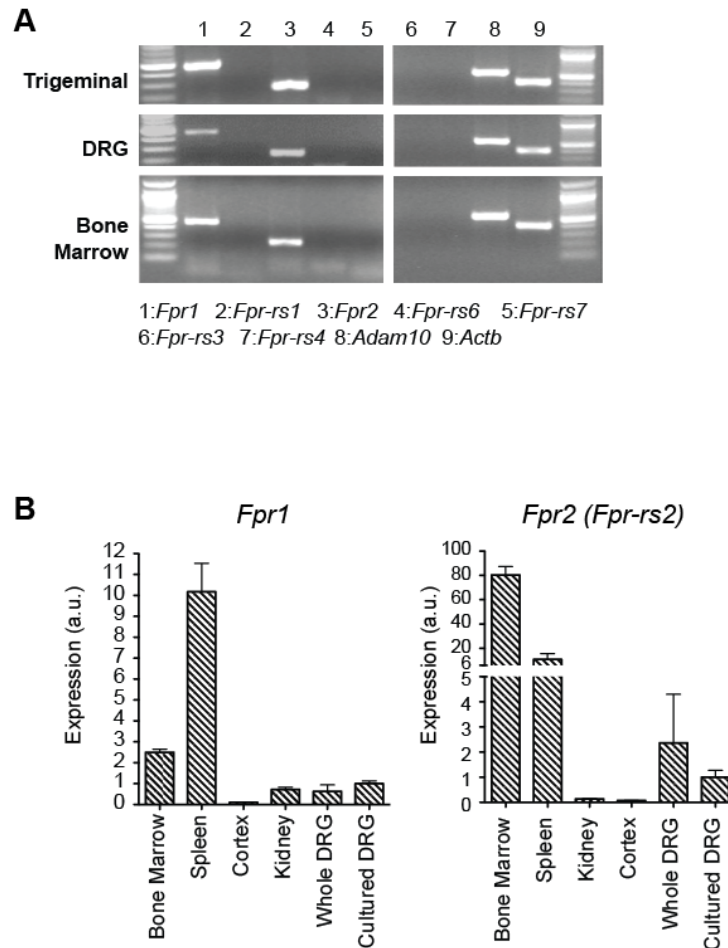 A
1 2 3 4 5 6 7 8 9
Trigeminal
DRG
Bone
Marrow
1:Fpr1 2:Fpr-rs1 3:Fpr2 4:Fpr-rs6 5:Fpr-rs7
6:Fpr-rs3 7:Fpr-rs4 8:Adam10 9:Actb
B
Fpr1
Expression (a.u.)
12
11
10
9
8
7
6
5
4
3
2
1
0
Bone Marrow
Spleen
Cortex
Kidney
Whole DRG
Cultured DRG
Fpr2 (Fpr-rs2)
Expression (a.u.)
100
80
60
40
20
6
5
4
3
2
1
0
Bone Marrow
Spleen
Kidney
Cortex
Whole DRG
Cultured DRG